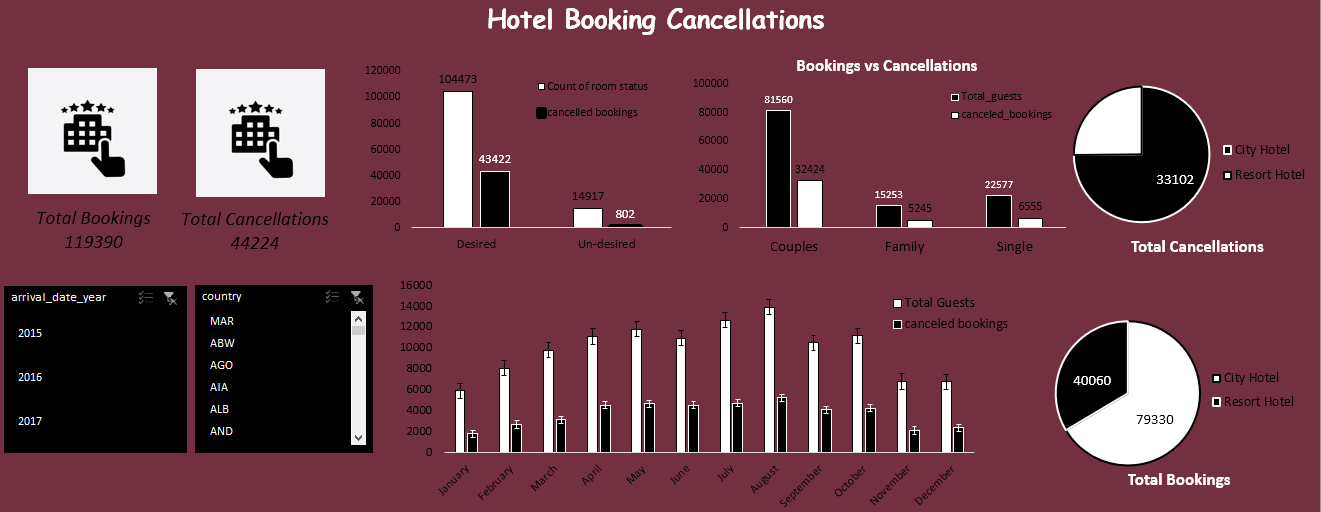 Hotel Booking Cancellations
Total Bookings
119390
Total Cancellations
44224
120000
100000
80000
60000
40000
20000
0
104473
43422
14917
802
Desired
Un-desired
Count of room status
cancelled bookings
Bookings vs Cancellations
100000
80000
60000
40000
20000
0
81560
32424
15253
5245
22577
6555
Couples
Family
Single
Total_guests
canceled_bookings
33102
City Hotel
Resort Hotel
Total Cancellations
arrival_date_year
2015
2016
2017
country
MAR
ABW
AGO
AIA
ALB
AND
16000
14000
12000
10000
8000
6000
4000
2000
0
January
February
March
April
May
June
July
August
September
October
November
December
Total Guests
canceled bookings
40060
79330
City Hotel
Resort Hotel
Total Bookings